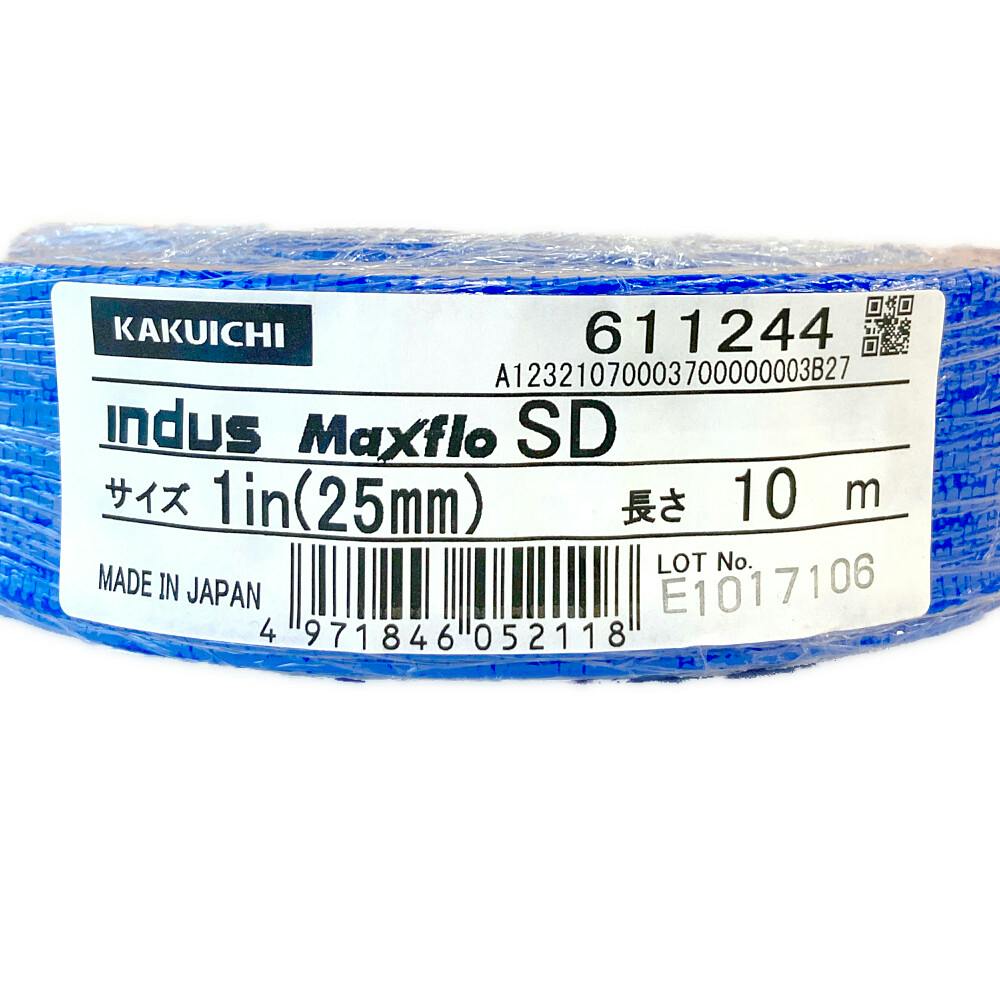 KAKUICHI
611244
A12321070003700000003B27
indus Maxflo SD
サイズ 1in(25mm) 長さ 10 m
MADE IN JAPAN
4 971846 052118
LOT No.
E1017106